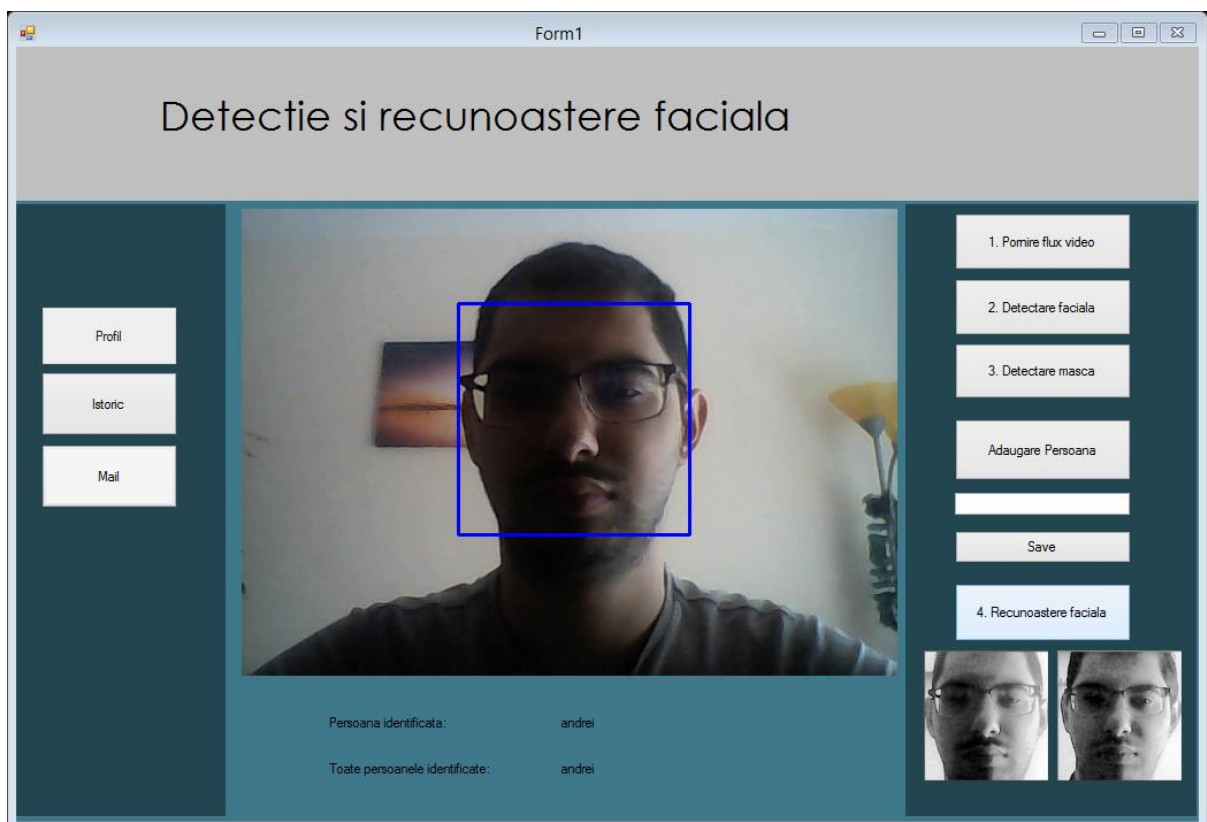 Form1
Detectie si recunoastere faciala
Profil
Istoric
Mail
1. Pornire flux video
2. Detectare faciala
3. Detectare masca
Adaugare Persoana
Save
4. Recunoastere faciala
Persoana identificata: andrei
Toate persoanele identificate: andrei